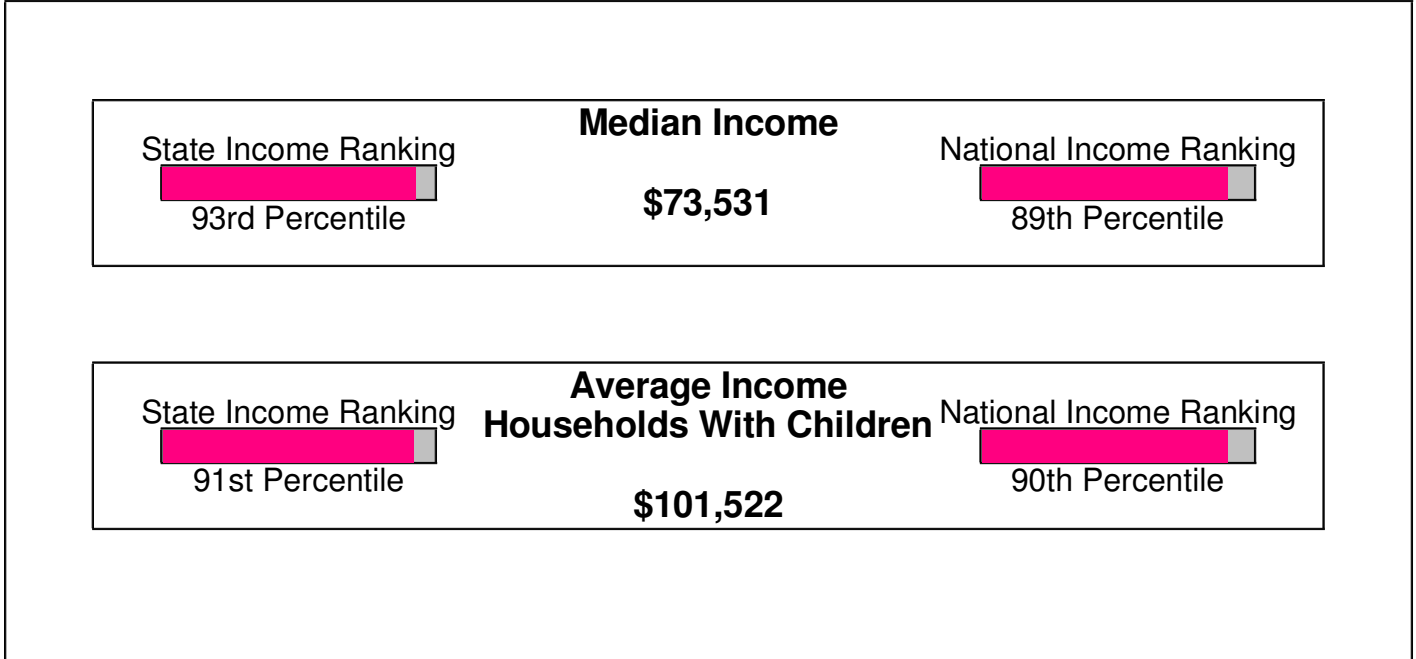 Median Income
State Income Ranking
National Income Ranking
$73,531
93rd Percentile
89th Percentile
Average Income
State Income Ranking
Households With Children
National Income Ranking
91st Percentile
90th Percentile
$101,522